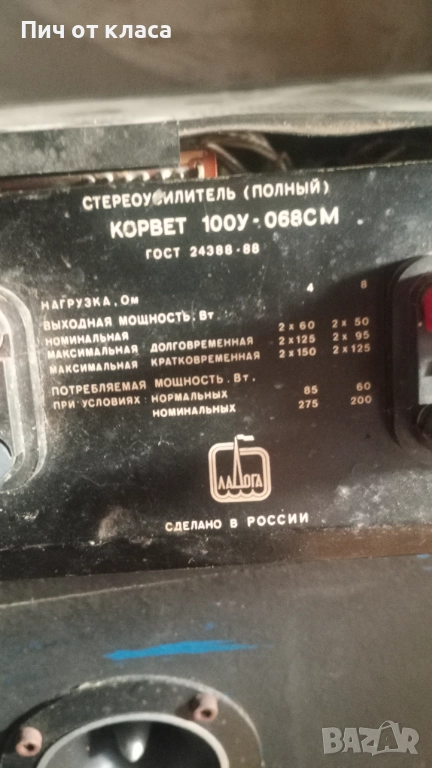 Пич от класа
СТЕРЕОУСИЛИТЕЛЬ (ПОЛНЫЙ)
КОРВЕТ 100У-068СМ
ГОСТ 24388-88
НАГРУЗКА, Ом 4 8
ВЫХОДНАЯ МОЩНОСТЬ. Вт
НОМИНАЛЬНАЯ 2 x 60 2 x 50
МАКСИМАЛЬНАЯ ДОЛГОВРЕМЕННАЯ 2 x 125 2 x 95
МАКСИМАЛЬНАЯ КРАТКОВРЕМЕННАЯ 2 x 150 2 x 125
ПОТРЕБЛЯЕМАЯ МОЩНОСТЬ. Вт.
ПРИ УСЛОВИЯХ: НОРМАЛЬНЫХ 85 60
НОМИНАЛЬНЫХ 275 200
ЛАДОГА
СДЕЛАНО В РОССИИ
BAZAR